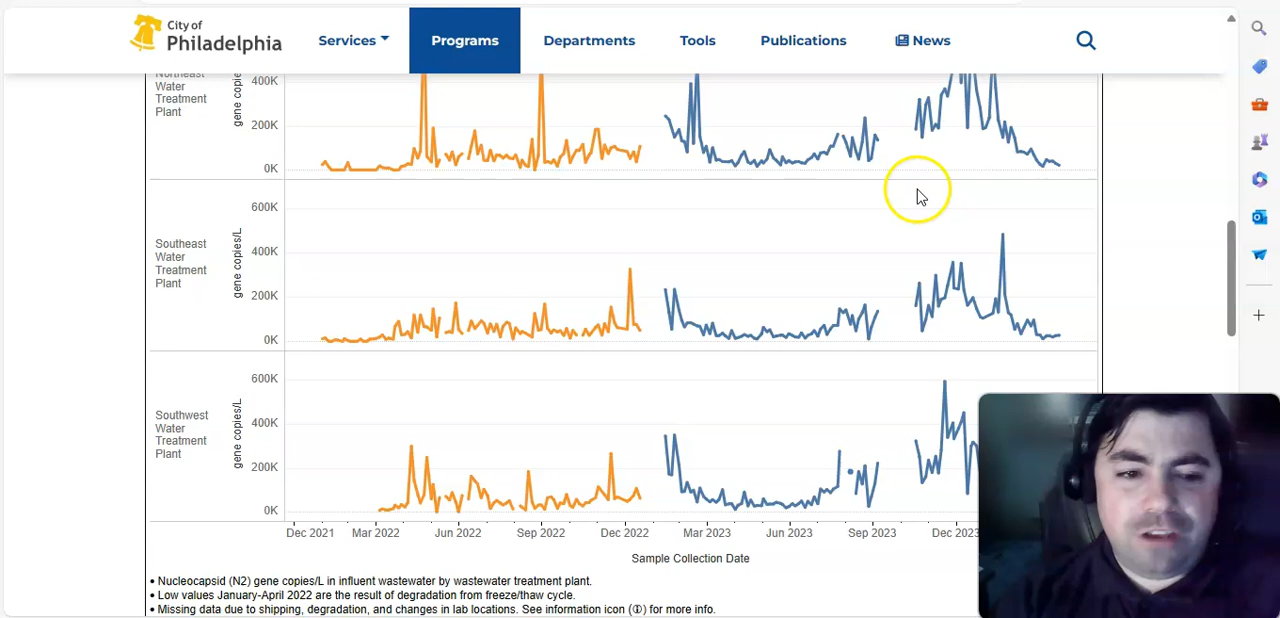 City of
Philadelphia
Services
Programs
Departments
Tools
Publications
News
Northeast
Water
Treatment
Plant
gene copies
400K
200K
0K
Southeast
Water
Treatment
Plant
gene copies/L
600K
400K
200K
0K
Southwest
Water
Treatment
Plant
gene copies/L
600K
400K
200K
0K
Dec 2021
Mar 2022
Jun 2022
Sep 2022
Dec 2022
Mar 2023
Jun 2023
Sep 2023
Dec 2023
Sample Collection Date
• Nucleocapsid (N2) gene copies/L in influent wastewater by wastewater treatment plant.
• Low values January-April 2022 are the result of degradation from freeze/thaw cycle.
• Missing data due to shipping, degradation, and changes in lab locations. See information icon (ⓘ) for more info.